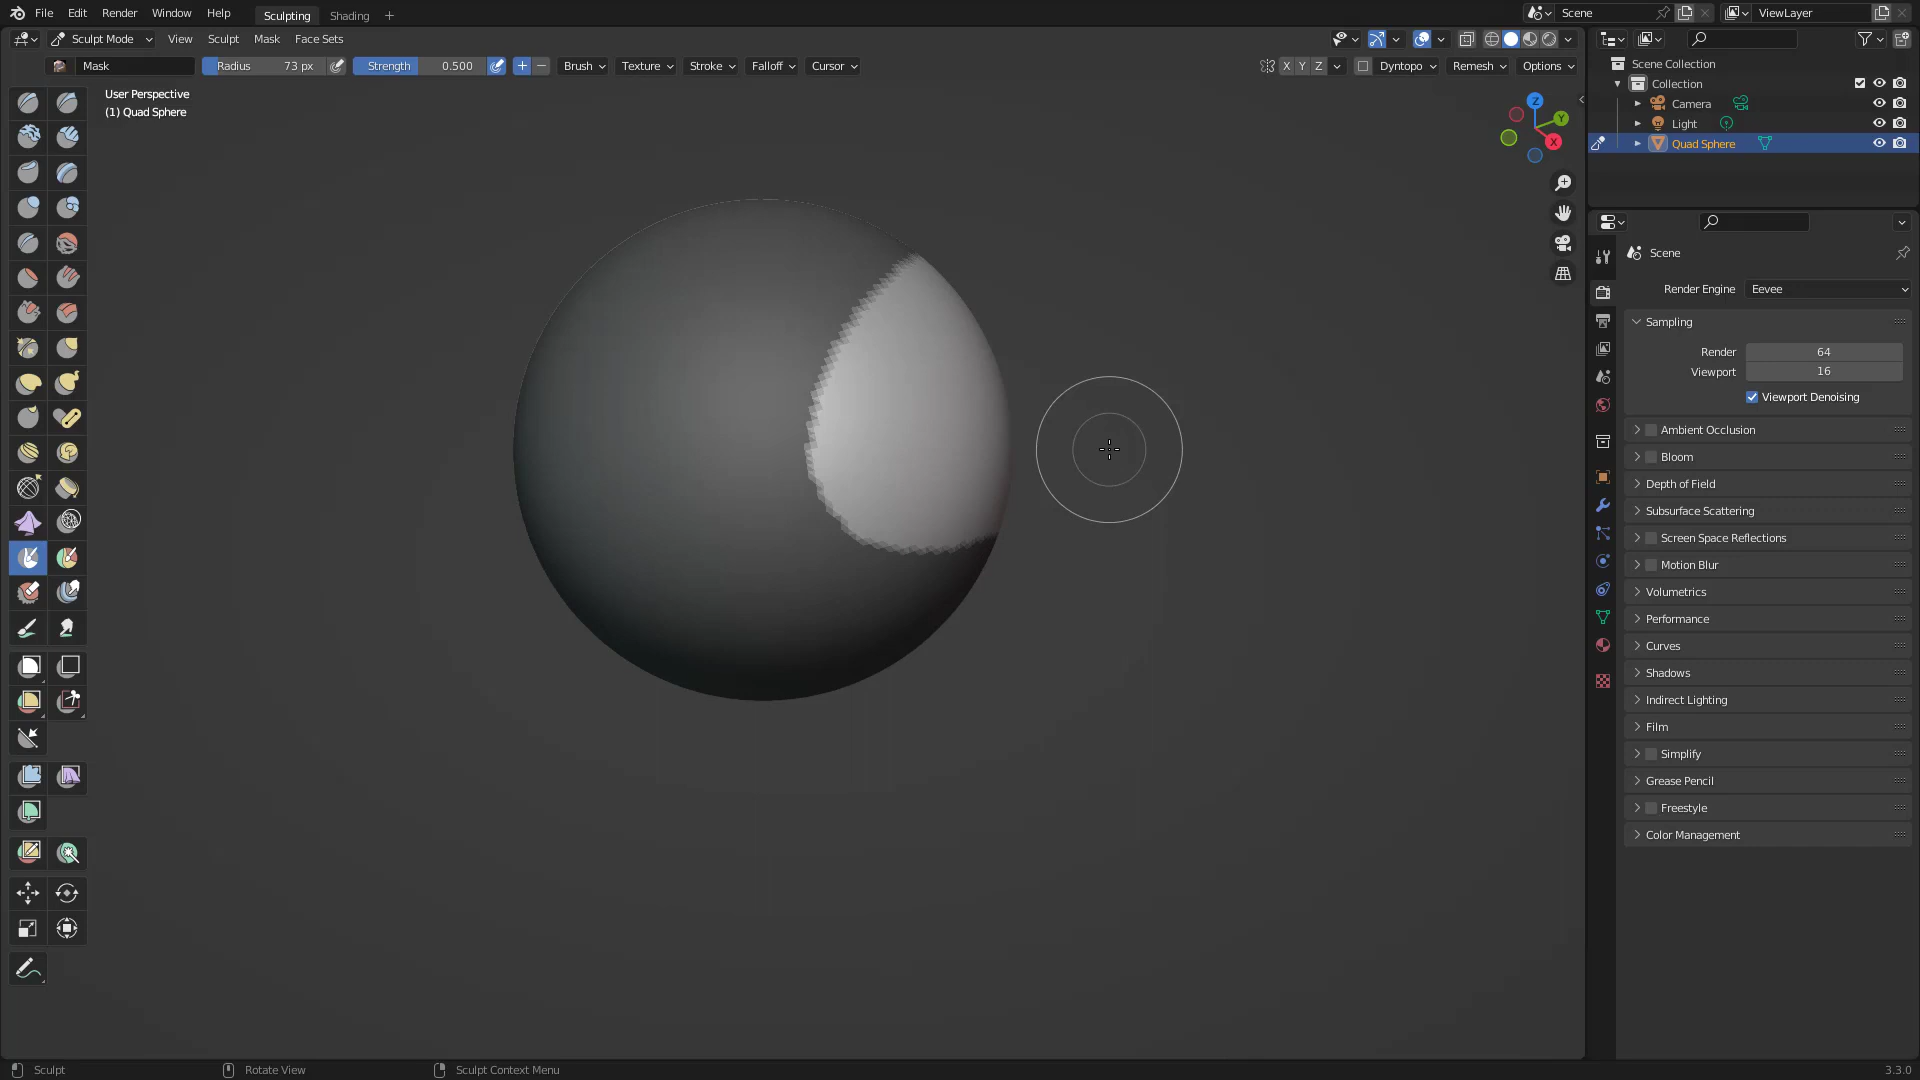 File Edit Render Window Help Sculpting Shading + Scene ViewLayer
Sculpt Mode View Sculpt Mask Face Sets
Mask Radius 73 px Strength 0.500 + − Brush Texture Stroke Falloff Cursor X Y Z Dyntopo Remesh Options
User Perspective
(1) Quad Sphere
Z
Y
X
Scene Collection
Collection
Camera
Light
Quad Sphere
Scene
Render Engine Eevee
Sampling
Render 64
Viewport 16
Viewport Denoising
Ambient Occlusion
Bloom
Depth of Field
Subsurface Scattering
Screen Space Reflections
Motion Blur
Volumetrics
Performance
Curves
Shadows
Indirect Lighting
Film
Simplify
Grease Pencil
Freestyle
Color Management
Sculpt Rotate View Sculpt Context Menu 3.3.0